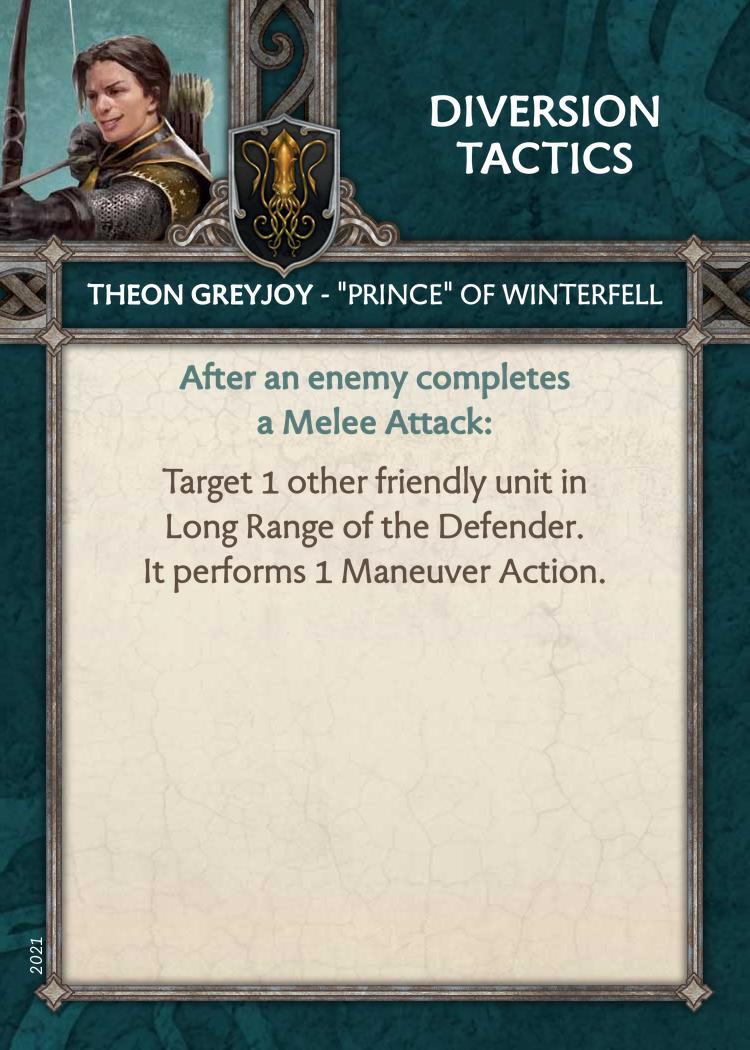 DIVERSION
TACTICS
THEON GREYJOY - "PRINCE" OF WINTERFELL
After an enemy completes
a Melee Attack:
Target 1 other friendly unit in
Long Range of the Defender.
It performs 1 Maneuver Action.
2021